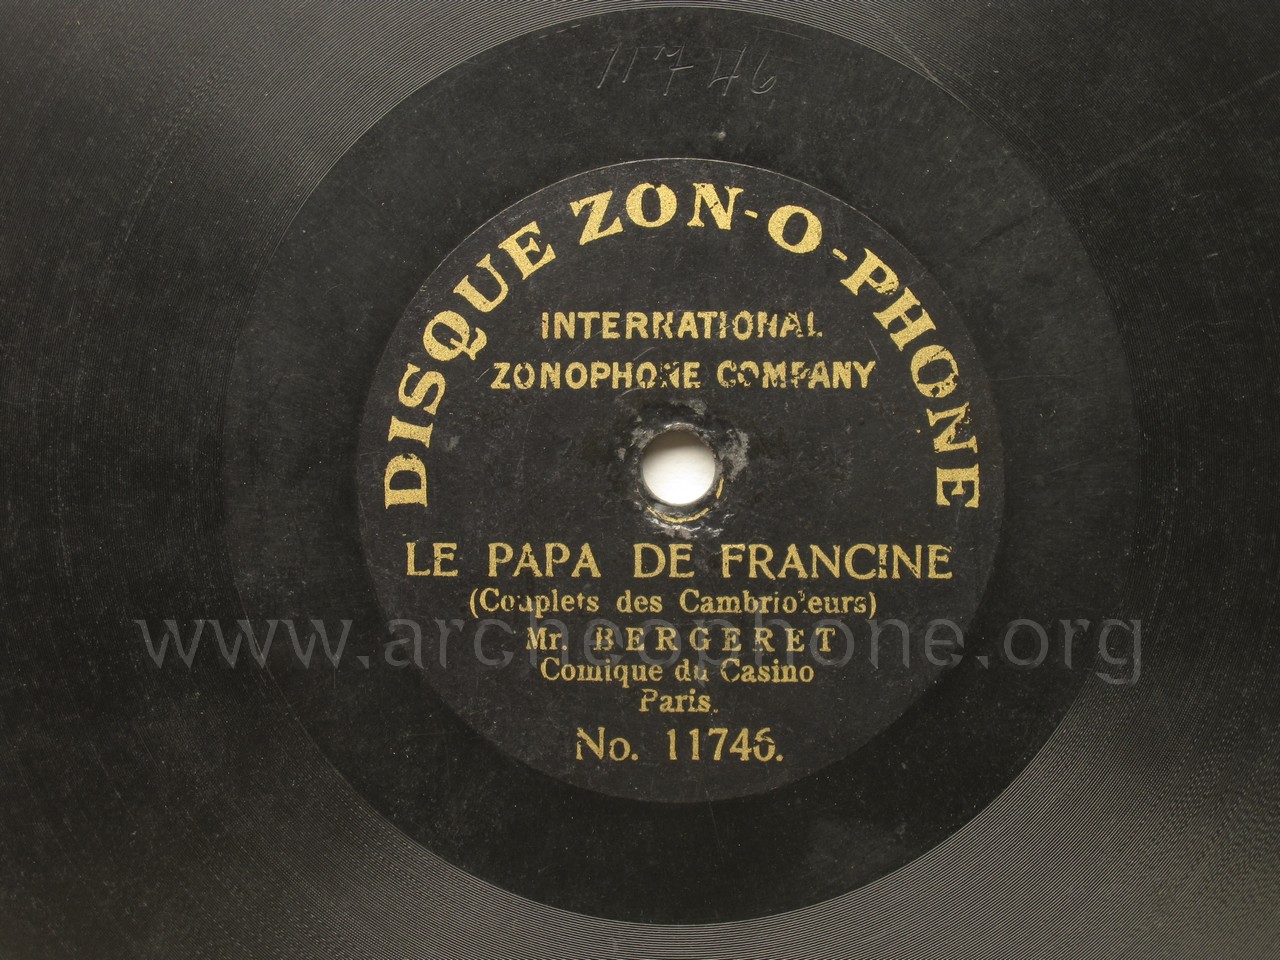 11746
DISQUE ZON-O-PHONE
INTERNATIONAL
ZONOPHONE COMPANY
LE PAPA DE FRANCINE
(Couplets des Cambrioleurs)
www.archeophone.org
Mr. BERGERET
Comique du Casino
Paris.
No. 11746.